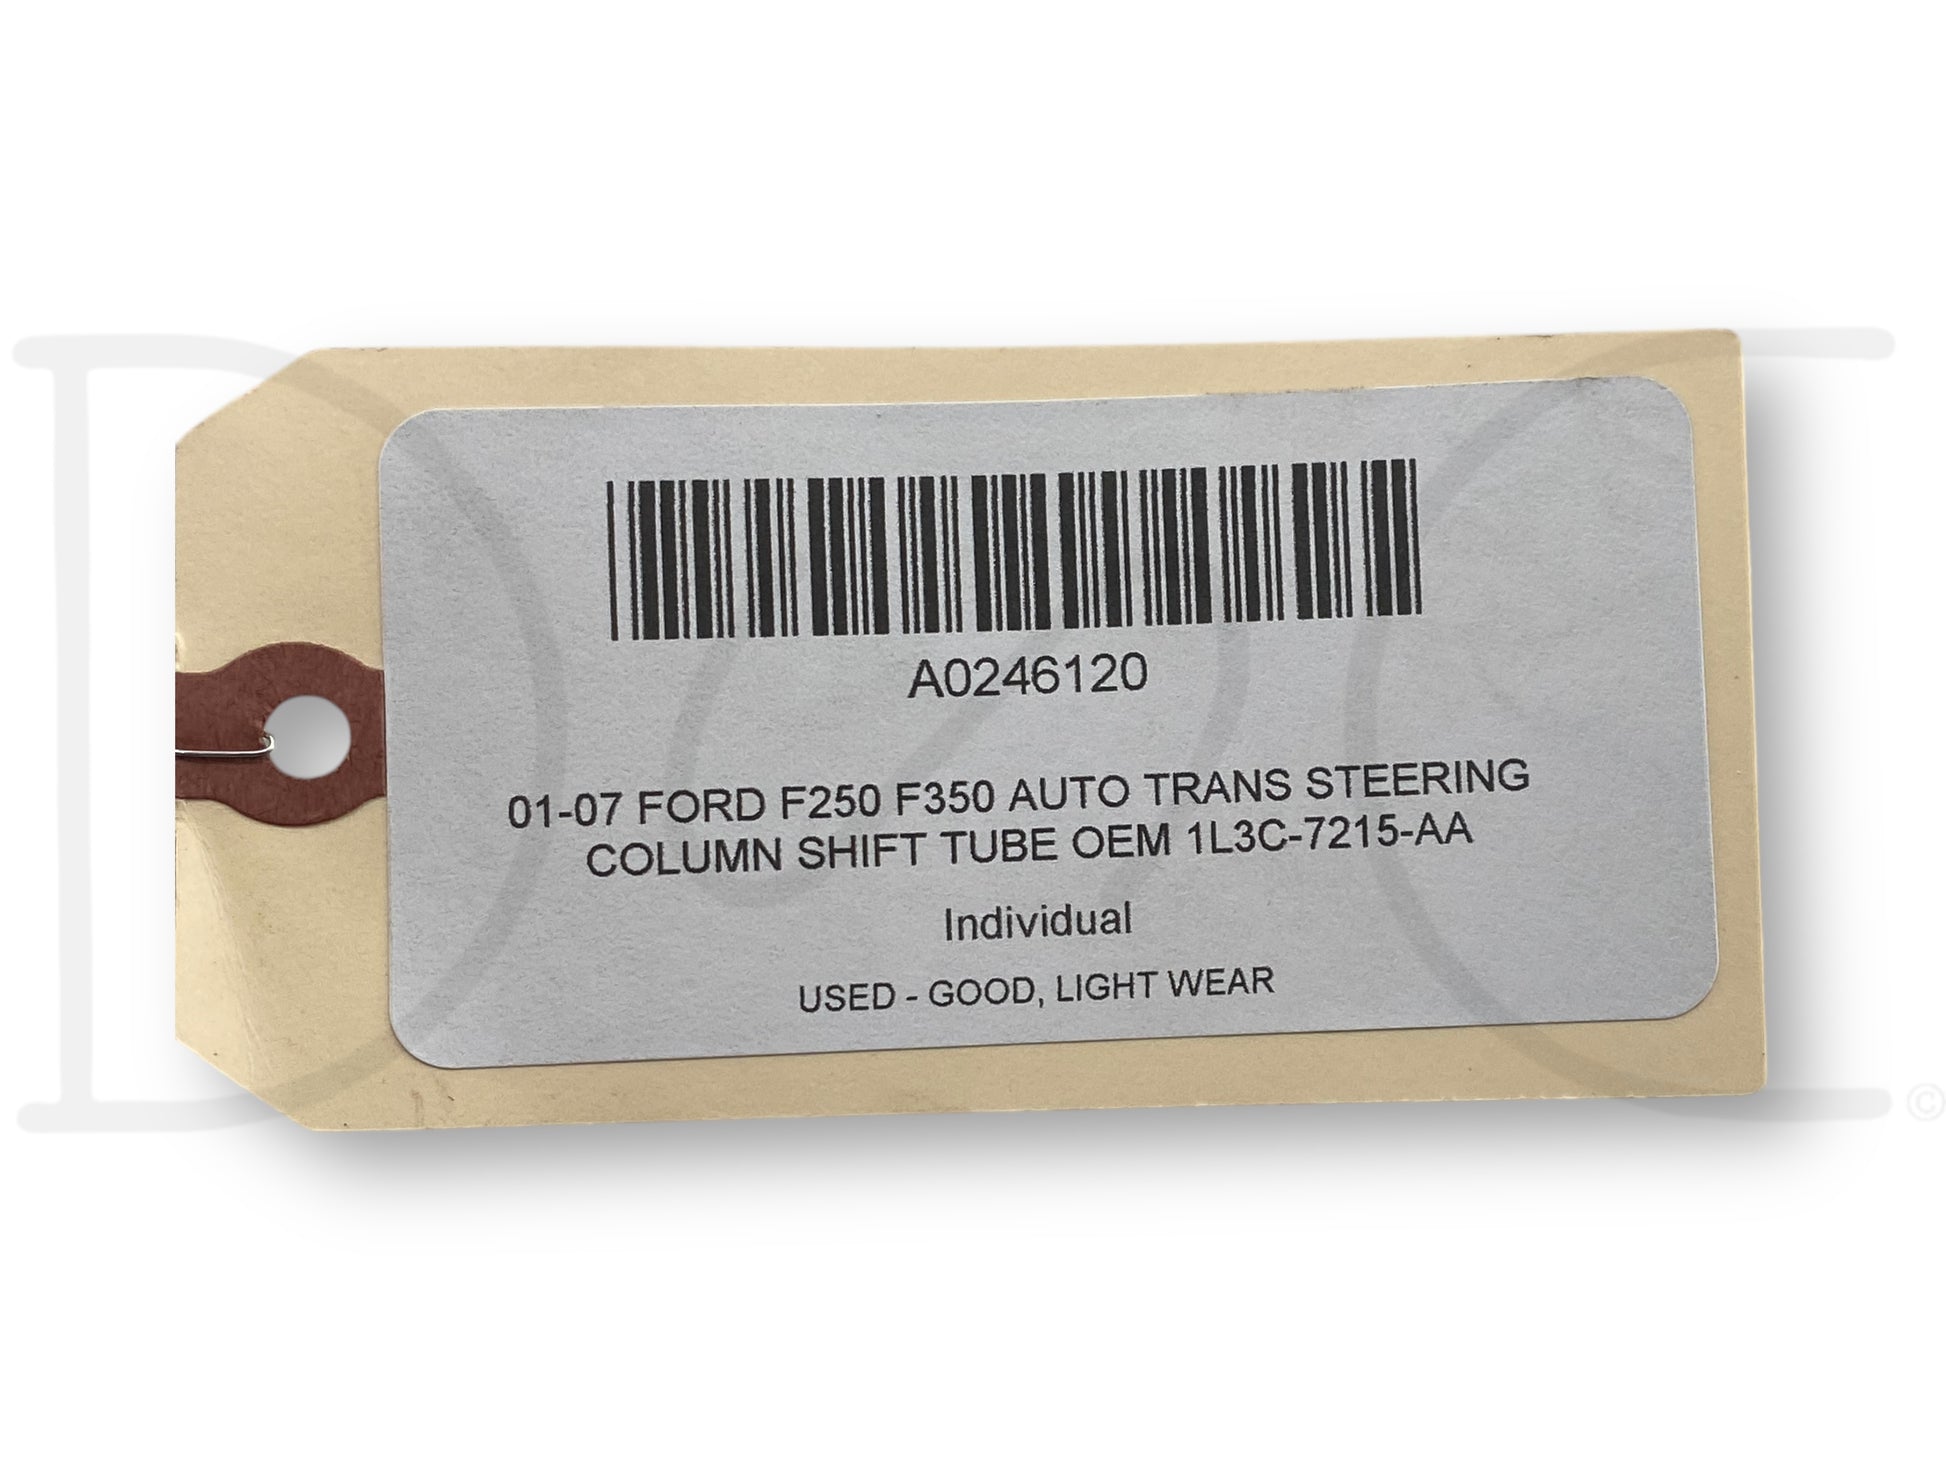 A0246120
01-07 FORD F250 F350 AUTO TRANS STEERING
COLUMN SHIFT TUBE OEM 1L3C-7215-AA
Individual
USED - GOOD, LIGHT WEAR
©